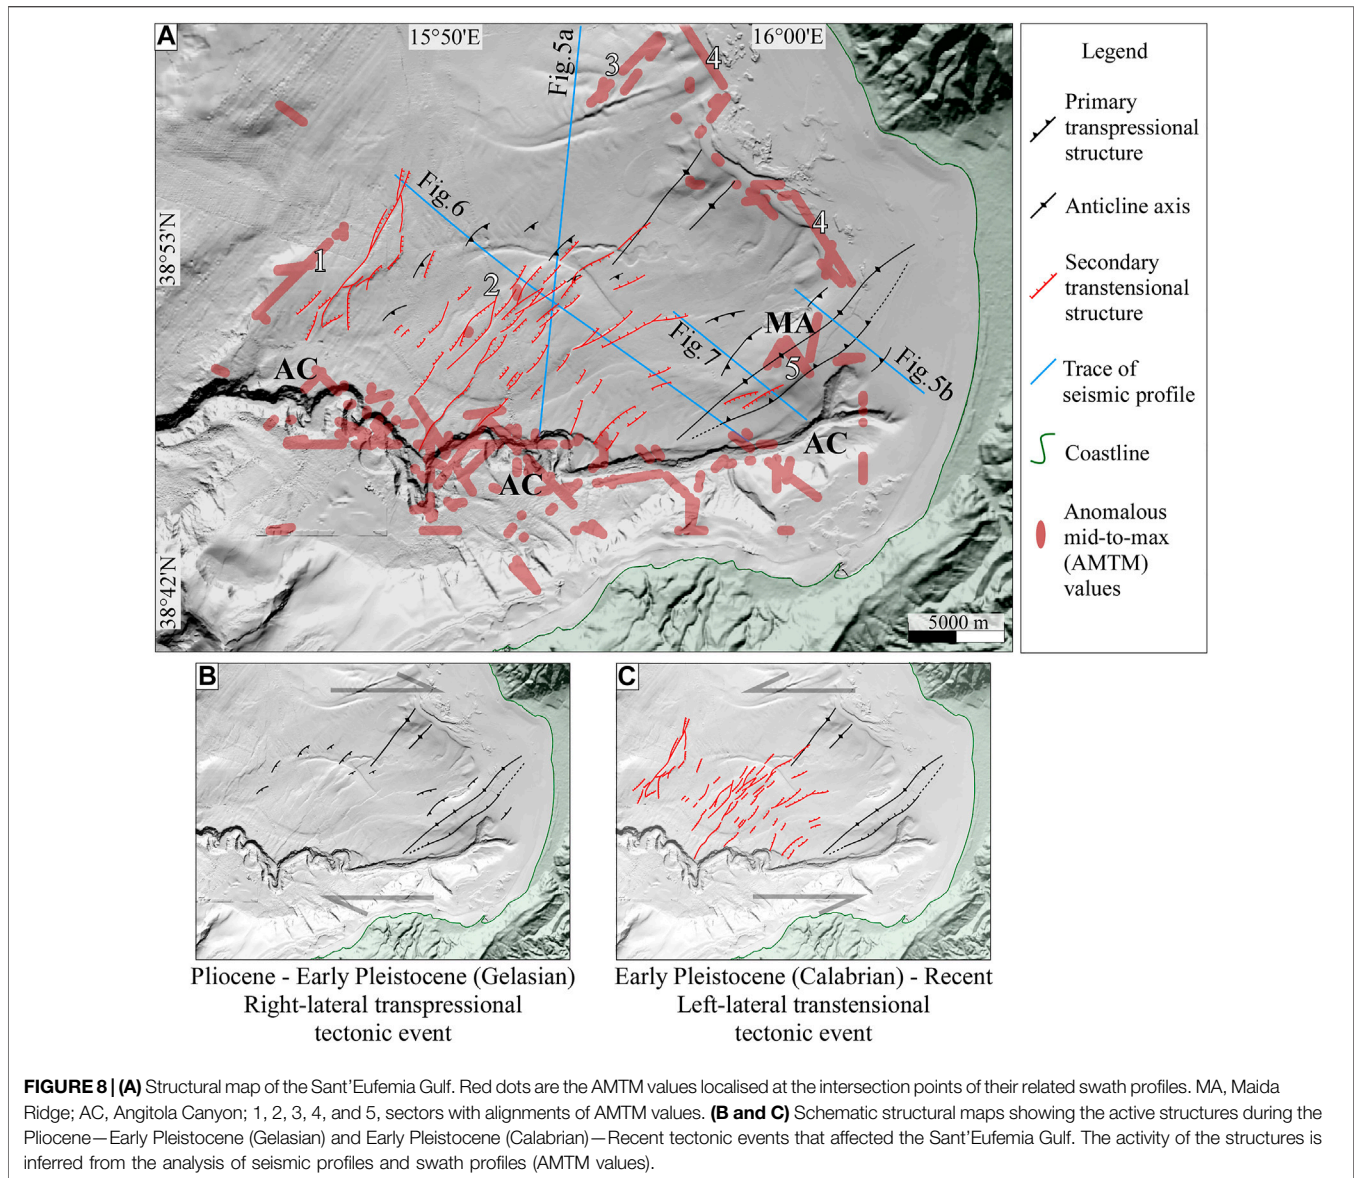 A
15°50'E
16°00'E
Fig.5a
3
4
38°53'N
Fig.6
1
2
4
MA
Fig.7
5
Fig.5b
AC
AC
AC
38°42'N
5000 m
Legend
Primary
transpressional
structure
Anticline axis
Secondary
transtensional
structure
Trace of
seismic profile
Coastline
Anomalous
mid-to-max
(AMTM)
values
B
Pliocene - Early Pleistocene (Gelasian)
Right-lateral transpressional
tectonic event
C
Early Pleistocene (Calabrian) - Recent
Left-lateral transtensional
tectonic event
FIGURE 8 | (A) Structural map of the Sant'Eufemia Gulf. Red dots are the AMTM values localised at the intersection points of their related swath profiles. MA, Maida
Ridge; AC, Angitola Canyon; 1, 2, 3, 4, and 5, sectors with alignments of AMTM values. (B and C) Schematic structural maps showing the active structures during the
Pliocene—Early Pleistocene (Gelasian) and Early Pleistocene (Calabrian)—Recent tectonic events that affected the Sant'Eufemia Gulf. The activity of the structures is
inferred from the analysis of seismic profiles and swath profiles (AMTM values).